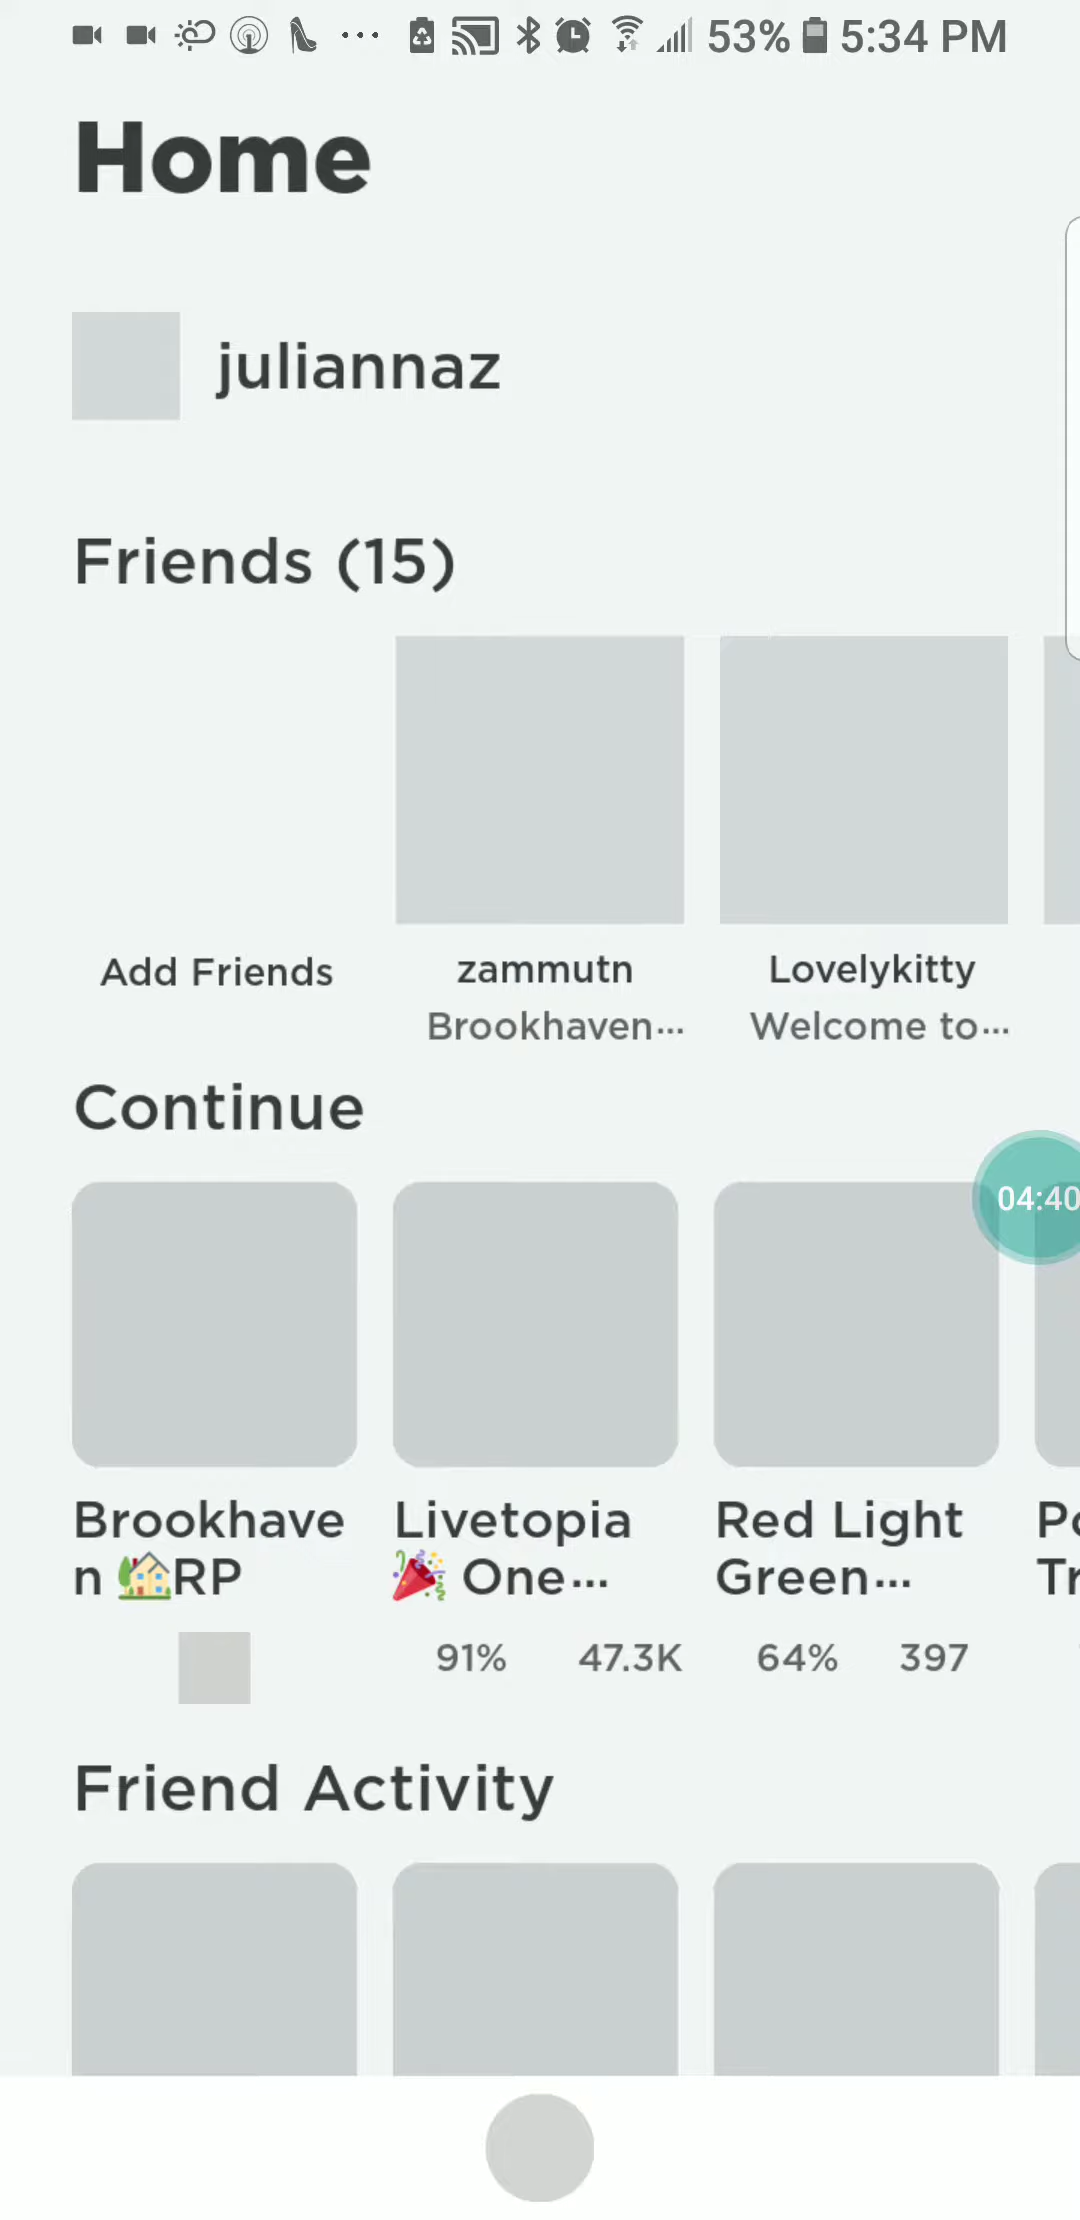 53% 5:34 PM
Home
juliannaz
Friends (15)
Add Friends
zammutn
Lovelykitty
Brookhaven...
Welcome to...
Continue
04:40
Brookhave
n 🏡RP
Livetopia
🎉 One...
Red Light
Green...
91% 47.3K
64% 397
Friend Activity